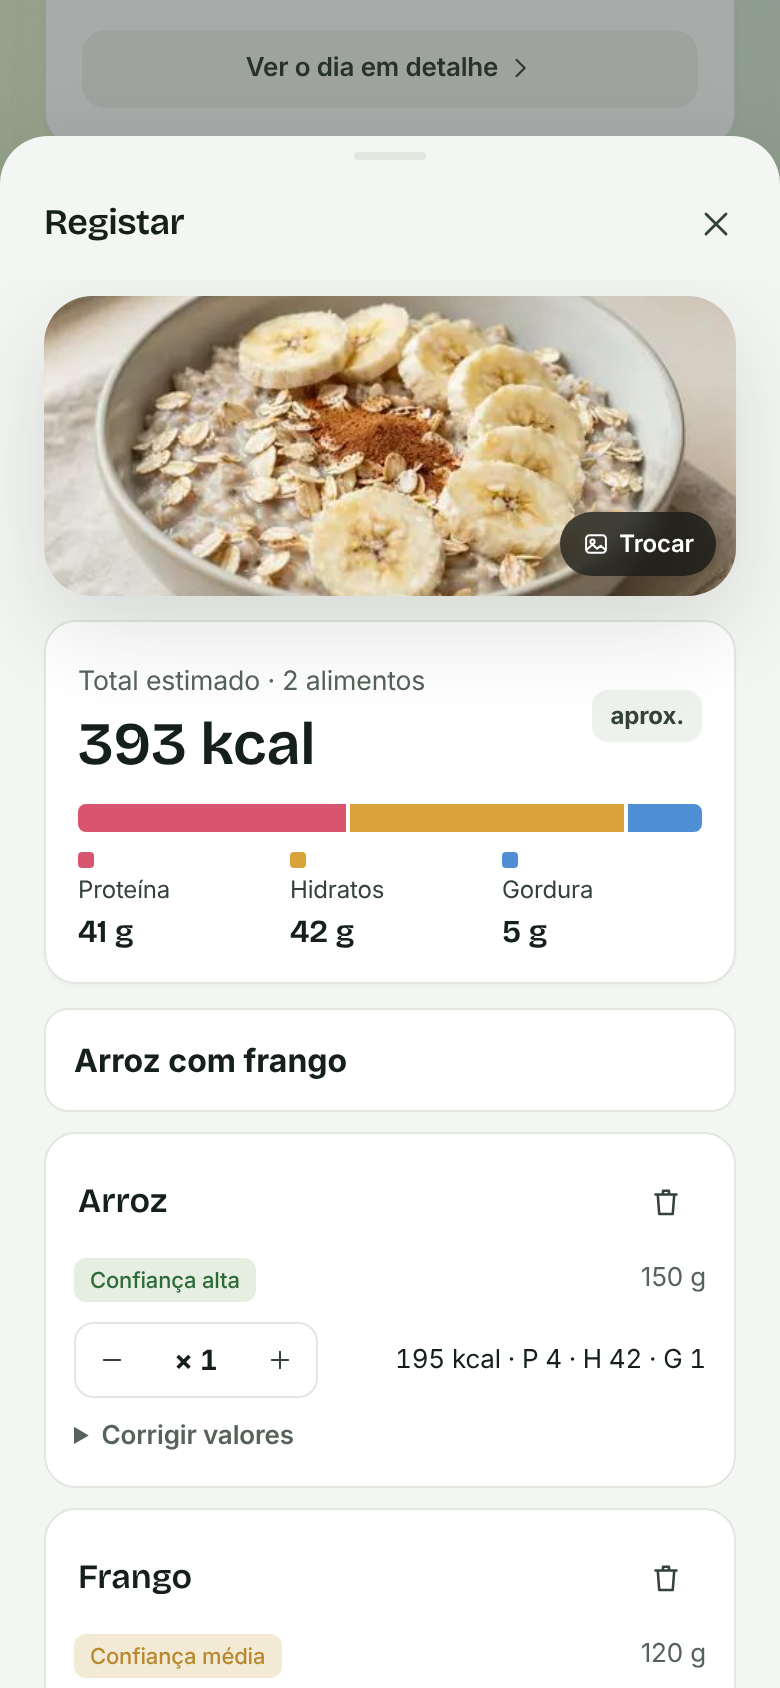 Ver o dia em detalhe
Registar
Trocar
Total estimado · 2 alimentos
393 kcal
aprox.
Proteína
Hidratos
Gordura
41 g
42 g
5 g
Arroz com frango
Arroz
Confiança alta
150 g
× 1
195 kcal · P 4 · H 42 · G 1
Corrigir valores
Frango
Confiança média
120 g